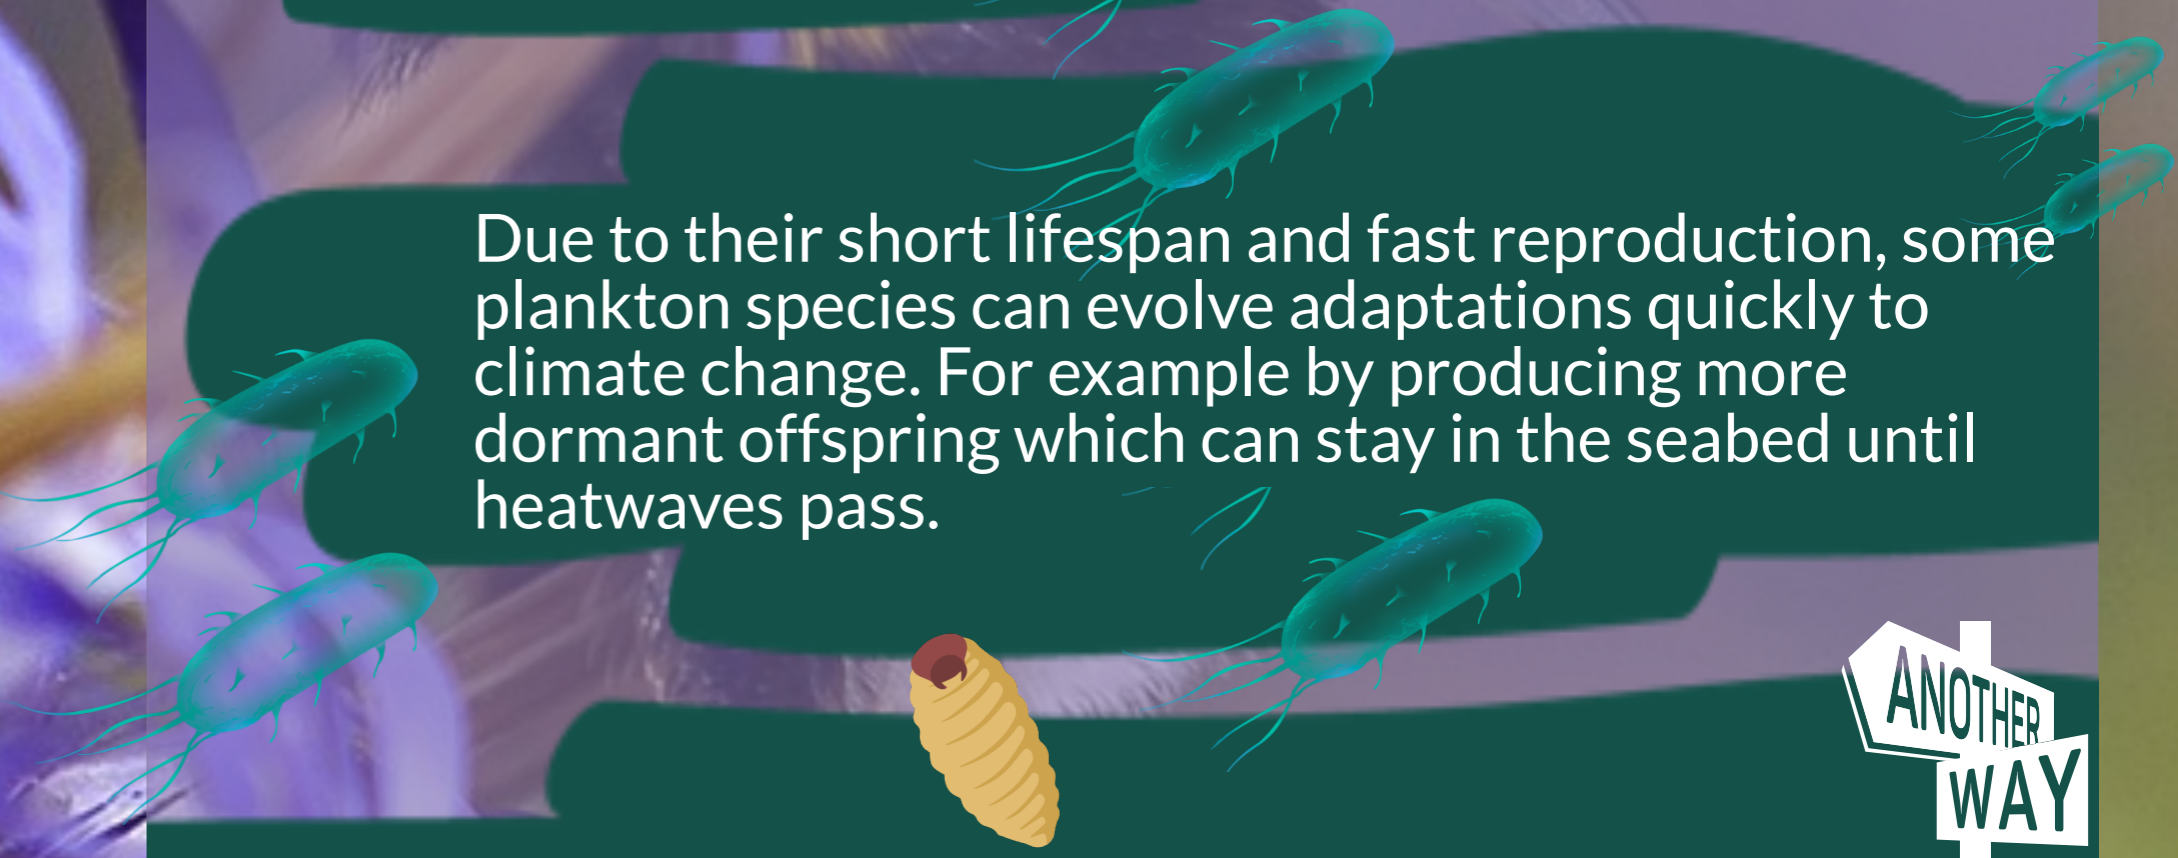 Due to their short lifespan and fast reproduction, some
plankton species can evolve adaptations quickly to
climate change. For example by producing more
dormant offspring which can stay in the seabed until
heatwaves pass.
ANOTHER
WAY